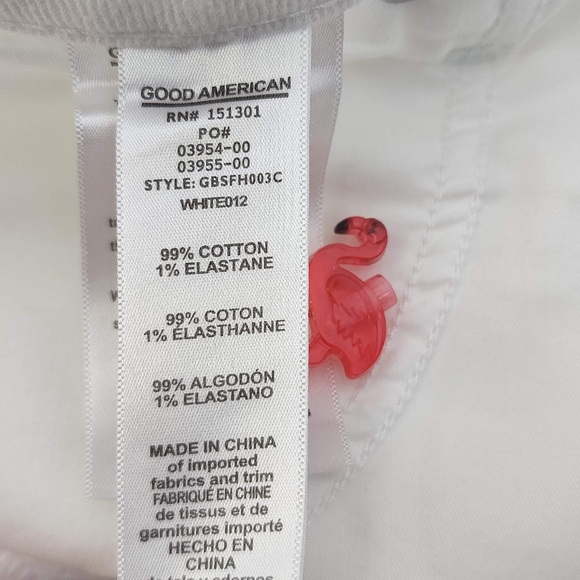 GOOD AMERICAN
RN# 151301
PO#
03954-00
03955-00
STYLE: GBSFH003C
WHITE012
99% COTTON
1% ELASTANE
99% COTON
1% ÉLASTHANNE
99% ALGODÓN
1% ELASTANO
MADE IN CHINA
of imported
fabrics and trim
FABRIQUÉ EN CHINE
de tissus et de
garnitures importé
HECHO EN
CHINA